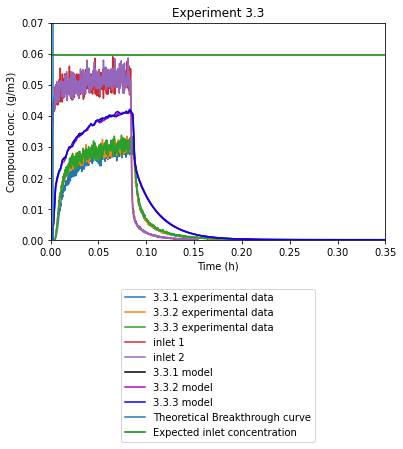 Experiment 3.3
Compound conc. (g/m3)
0.07
0.06
0.05
0.04
0.03
0.02
0.01
0.00
0.00 0.05 0.10 0.15 0.20 0.25 0.30 0.35
Time (h)
3.3.1 experimental data
3.3.2 experimental data
3.3.3 experimental data
inlet 1
inlet 2
3.3.1 model
3.3.2 model
3.3.3 model
Theoretical Breakthrough curve
Expected inlet concentration